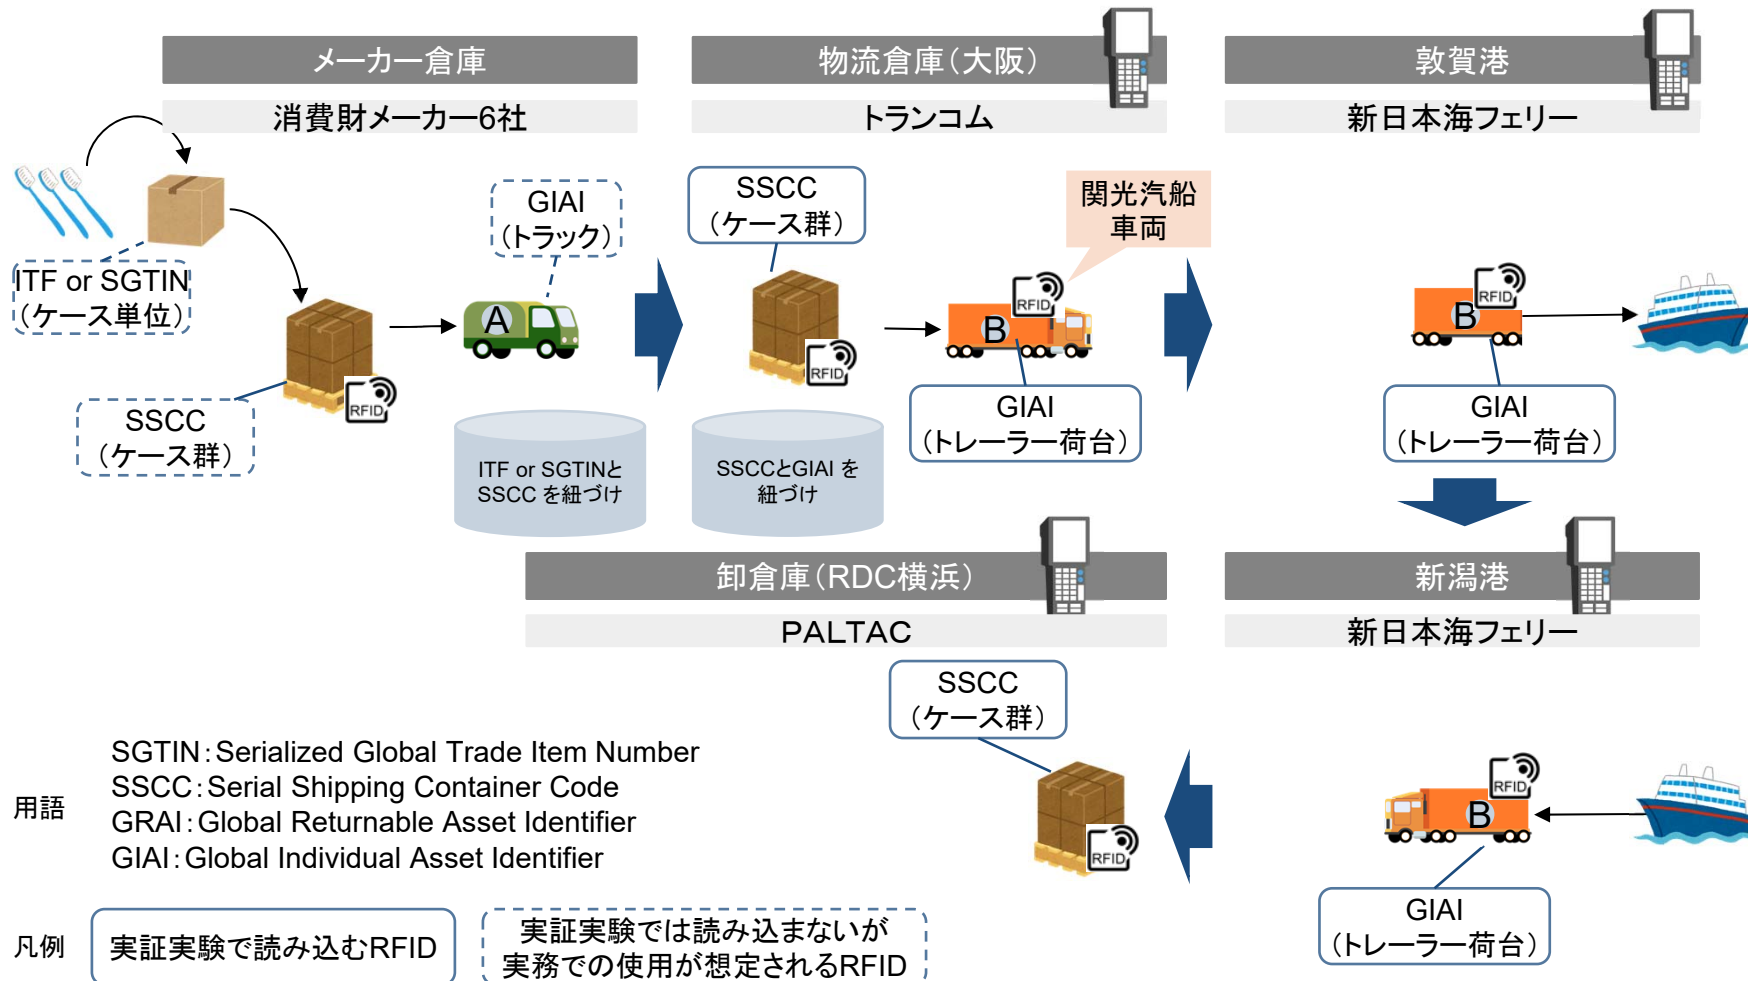 メーカー倉庫
消費財メーカー6社
物流倉庫(大阪)
トランコム
敦賀港
新日本海フェリー
ITF or SGTIN
(ケース単位)
SSCC
(ケース群)
RFID
GIAI
(トラック)
A
ITF or SGTINと
SSCC を紐づけ
SSCC
(ケース群)
RFID
関光汽船
車両
RFID
B
GIAI
(トレーラー荷台)
SSCCとGIAI を
紐づけ
RFID
B
GIAI
(トレーラー荷台)
新潟港
新日本海フェリー
RFID
B
GIAI
(トレーラー荷台)
卸倉庫(RDC横浜)
PALTAC
SSCC
(ケース群)
RFID
用語
SGTIN:Serialized Global Trade Item Number
SSCC:Serial Shipping Container Code
GRAI:Global Returnable Asset Identifier
GIAI:Global Individual Asset Identifier
凡例
実証実験で読み込むRFID
実証実験では読み込まないが
実務での使用が想定されるRFID